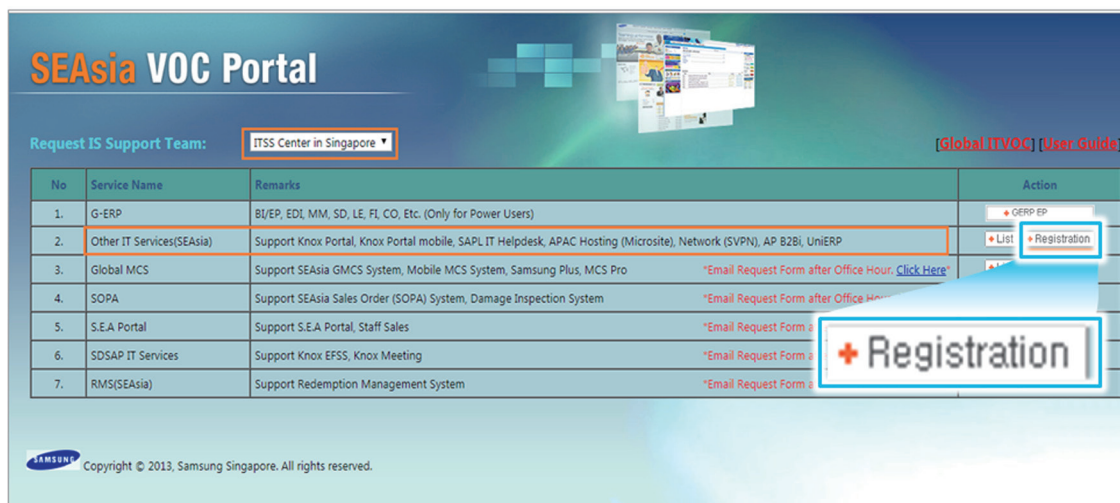 SEAsia VOC Portal
Request IS Support Team: ITSS Center in Singapore
[Global ITVOC] [User Guide]
No Service Name Remarks Action
1. G-ERP BI/EP, EDI, MM, SD, LE, FI, CO, Etc. (Only for Power Users) GERP EP
2. Other IT Services(SEAsia) Support Knox Portal, Knox Portal mobile, SAPL IT Helpdesk, APAC Hosting (Microsite), Network (SVPN), AP B2Bi, UniERP List Registration
3. Global MCS Support SEAsia GMCS System, Mobile MCS System, Samsung Plus, MCS Pro *Email Request Form after Office Hour. Click Here*
4. SOPA Support SEAsia Sales Order (SOPA) System, Damage Inspection System *Email Request Form after Office
5. S.E.A Portal Support S.E.A Portal, Staff Sales *Email Request Form
6. SDSAP IT Services Support Knox EFSS, Knox Meeting *Email Request Form
7. RMS(SEAsia) Support Redemption Management System *Email Request Form
+ Registration
SAMSUNG Copyright © 2013, Samsung Singapore. All rights reserved.